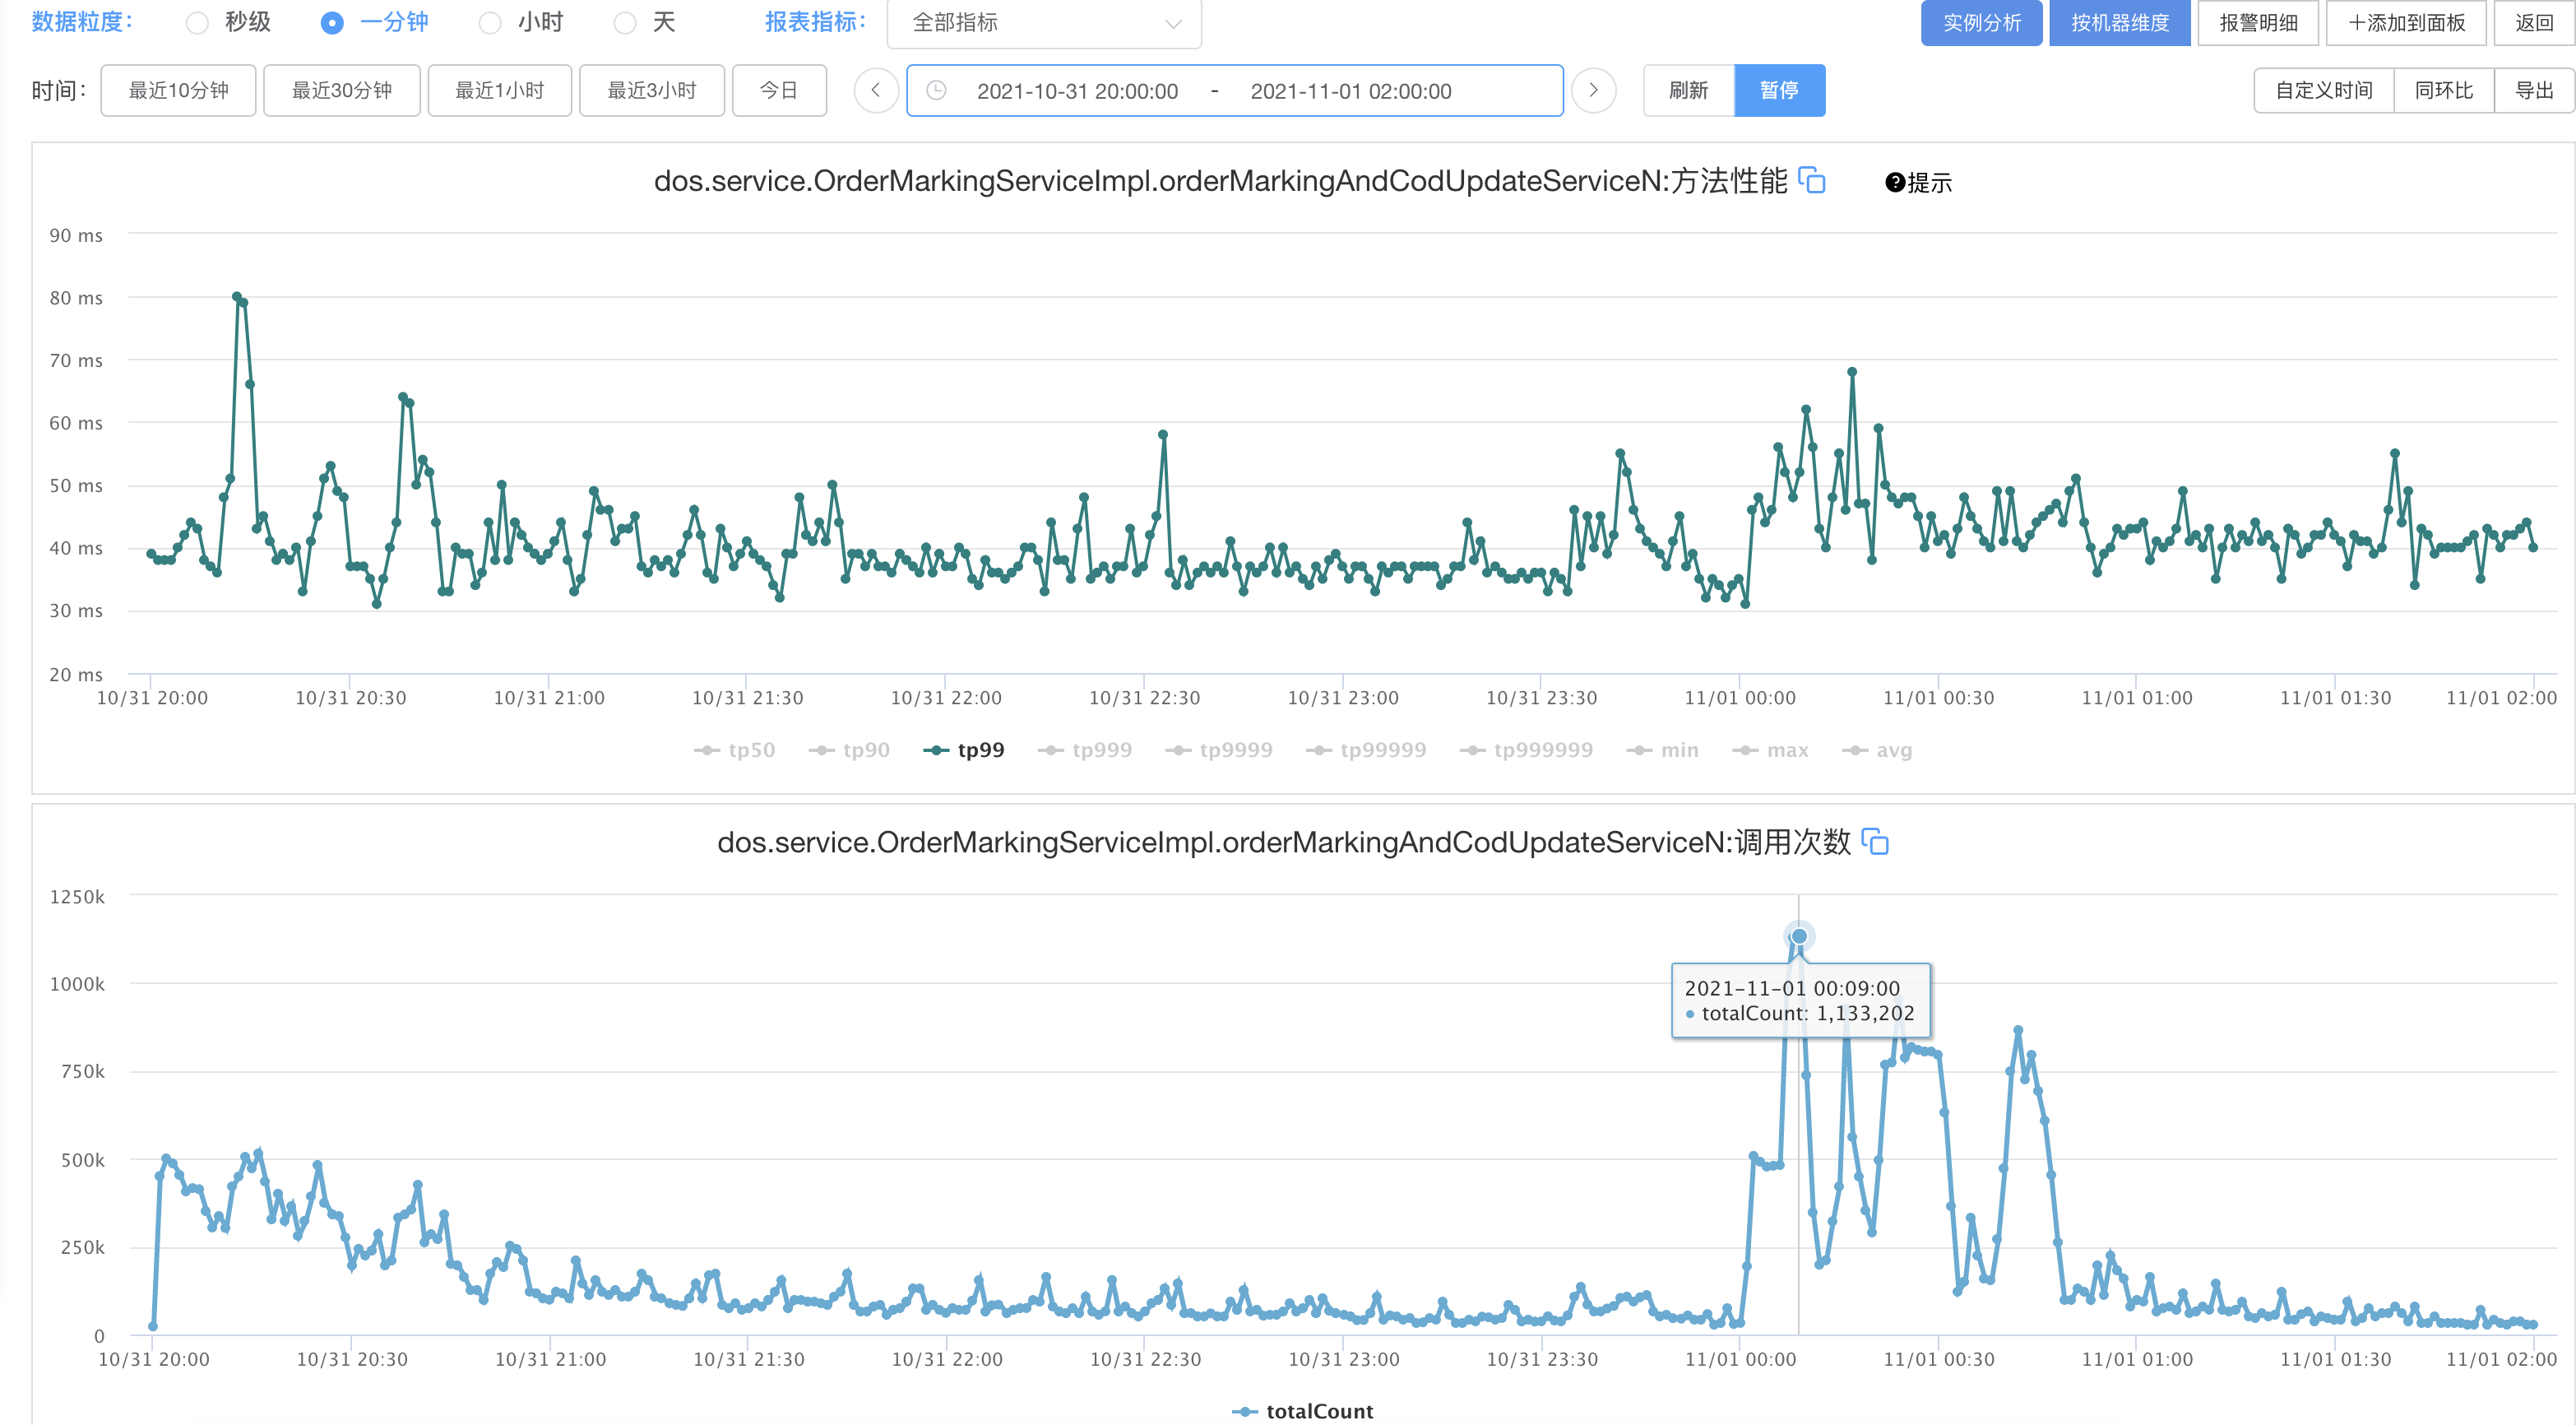 数据粒度： 秒级 一分钟 小时 天 报表指标： 全部指标 实例分析 按机器维度 报警明细 +添加到面板 返回
时间： 最近10分钟 最近30分钟 最近1小时 最近3小时 今日 2021-10-31 20:00:00 - 2021-11-01 02:00:00 刷新 暂停 自定义时间 同环比 导出
dos.service.OrderMarkingServiceImpl.orderMarkingAndCodUpdateServiceN:方法性能 ?提示
90 ms
80 ms
70 ms
60 ms
50 ms
40 ms
30 ms
20 ms
10/31 20:00 10/31 20:30 10/31 21:00 10/31 21:30 10/31 22:00 10/31 22:30 10/31 23:00 10/31 23:30 11/01 00:00 11/01 00:30 11/01 01:00 11/01 01:30 11/01 02:00
tp50 tp90 tp99 tp999 tp9999 tp99999 tp999999 min max avg
dos.service.OrderMarkingServiceImpl.orderMarkingAndCodUpdateServiceN:调用次数
1250k
1000k
2021-11-01 00:09:00
totalCount: 1,133,202
750k
500k
250k
0
10/31 20:00 10/31 20:30 10/31 21:00 10/31 21:30 10/31 22:00 10/31 22:30 10/31 23:00 10/31 23:30 11/01 00:00 11/01 00:30 11/01 01:00 11/01 01:30 11/01 02:00
totalCount